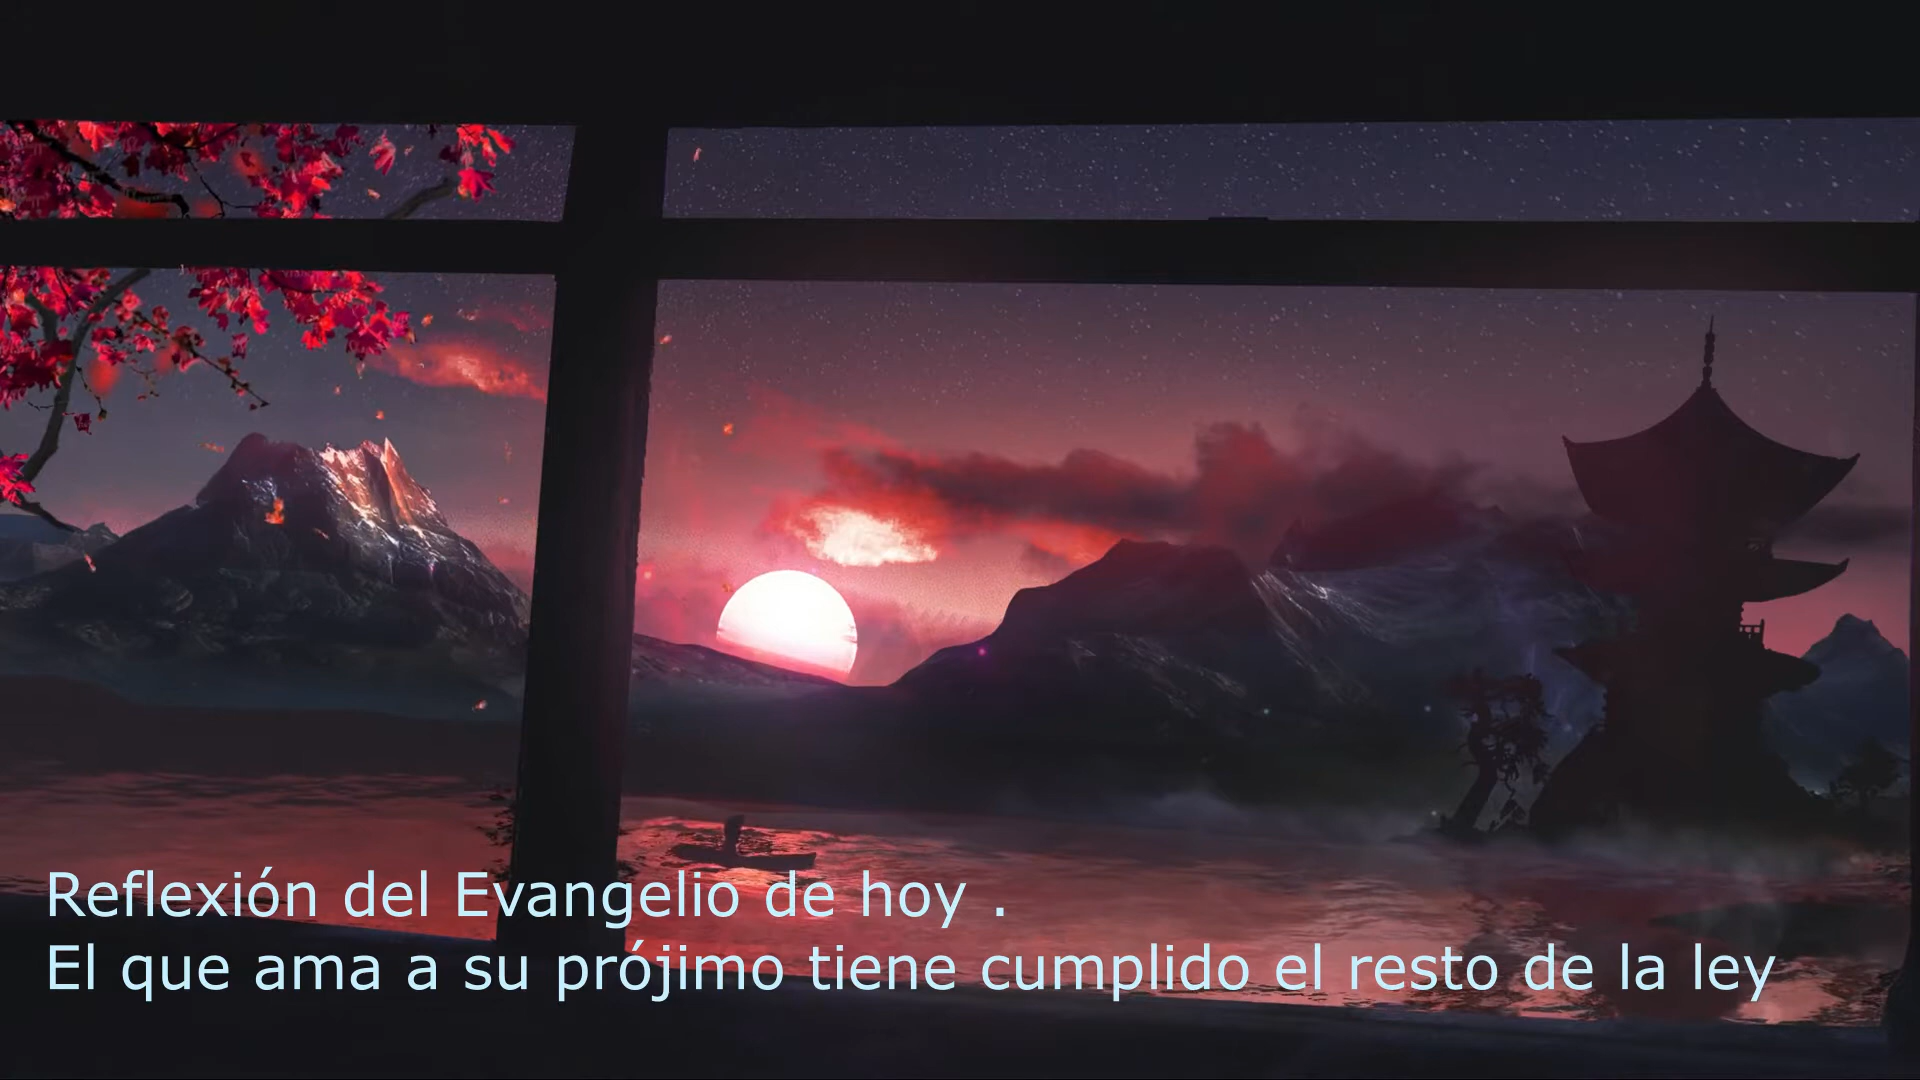 Reflexión del Evangelio de hoy .
El que ama a su prójimo tiene cumplido el resto de la ley